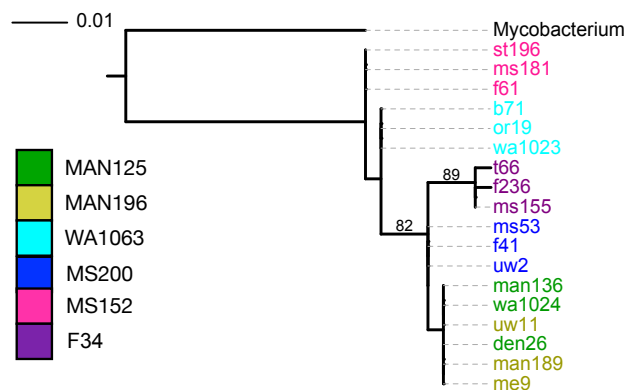 0.01
Mycobacterium
st196
ms181
f61
b71
or19
wa1023
t66
f236
ms155
ms53
f41
uw2
man136
wa1024
uw11
den26
man189
me9
89
82
MAN125
MAN196
WA1063
MS200
MS152
F34